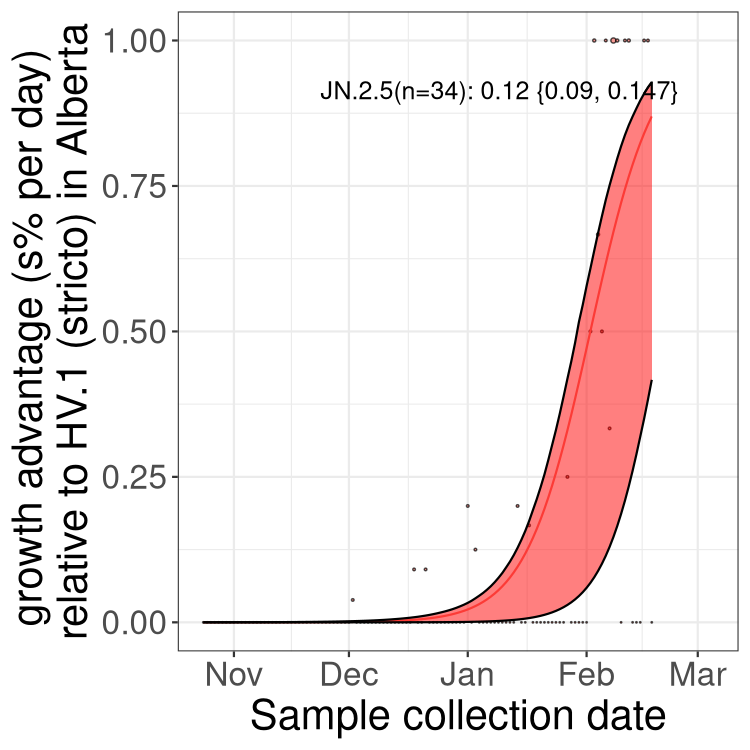 growth advantage (s% per day)
relative to HV.1 (stricto) in Alberta
1.00
0.75
0.50
0.25
0.00
JN.2.5(n=34): 0.12 {0.09, 0.147}
Nov Dec Jan Feb Mar
Sample collection date